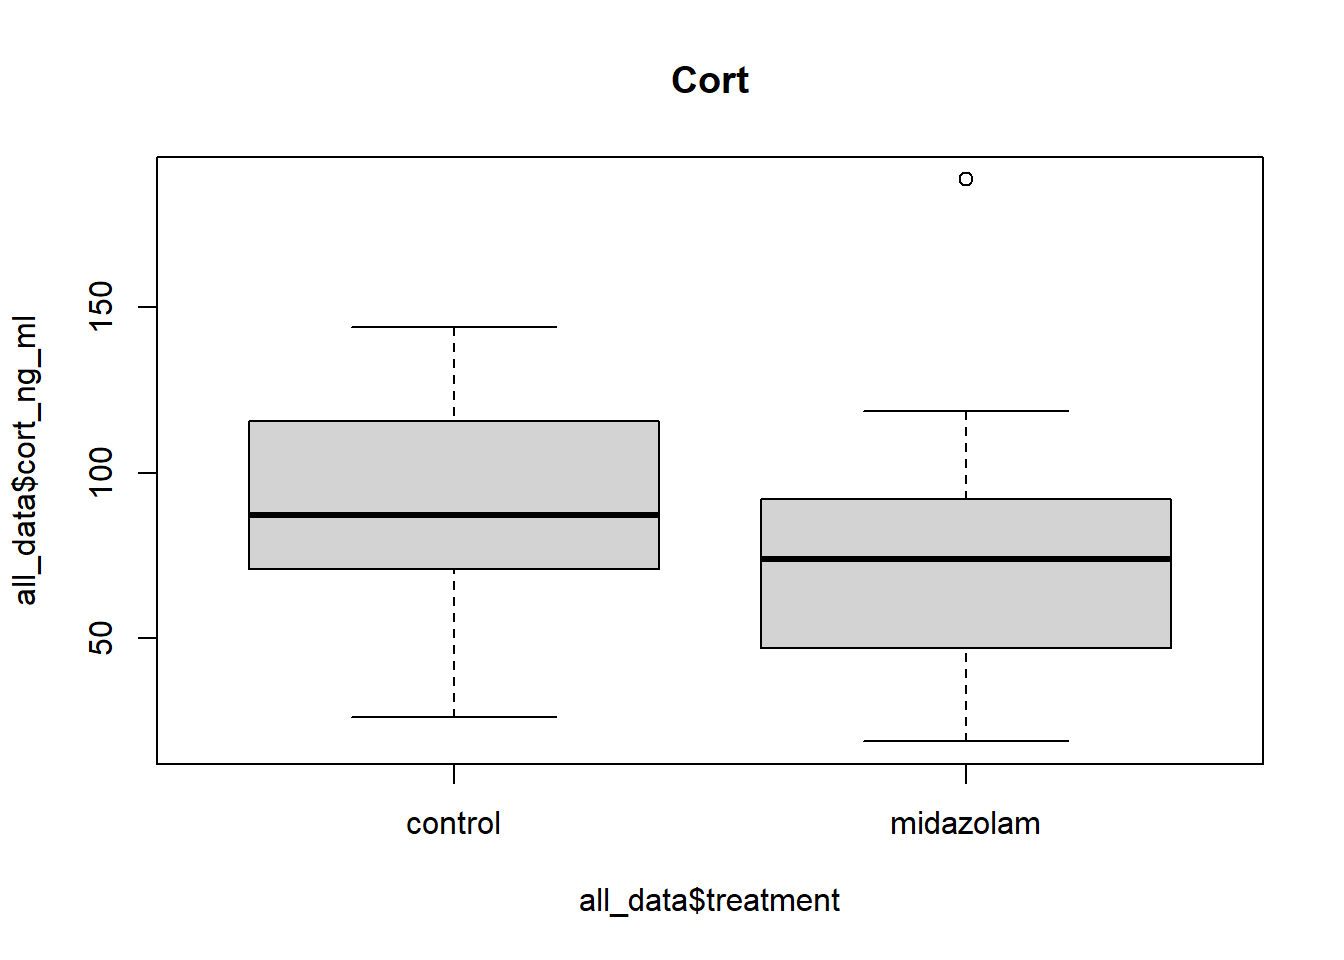 Cort
all_data$cort_ng_ml
150
100
50
control
midazolam
all_data$treatment